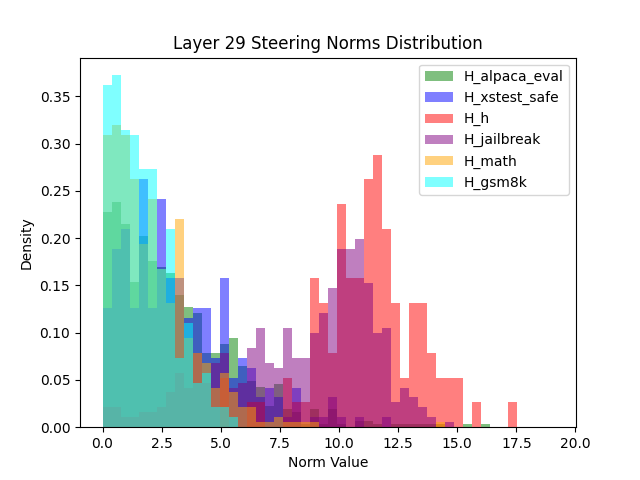 Layer 29 Steering Norms Distribution
H_alpaca_eval
H_xstest_safe
H_h
H_jailbreak
H_math
H_gsm8k
0.35
0.30
0.25
0.20
0.15
0.10
0.05
0.00
Density
0.0 2.5 5.0 7.5 10.0 12.5 15.0 17.5 20.0
Norm Value